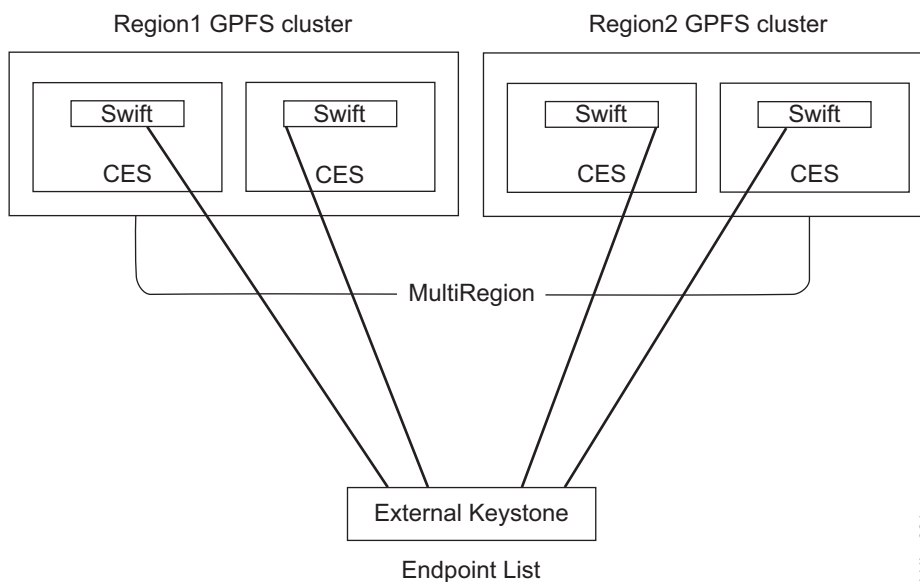 Region1 GPFS cluster
Region2 GPFS cluster
Swift
Swift
Swift
Swift
CES
CES
CES
CES
MultiRegion
External Keystone
Endpoint List